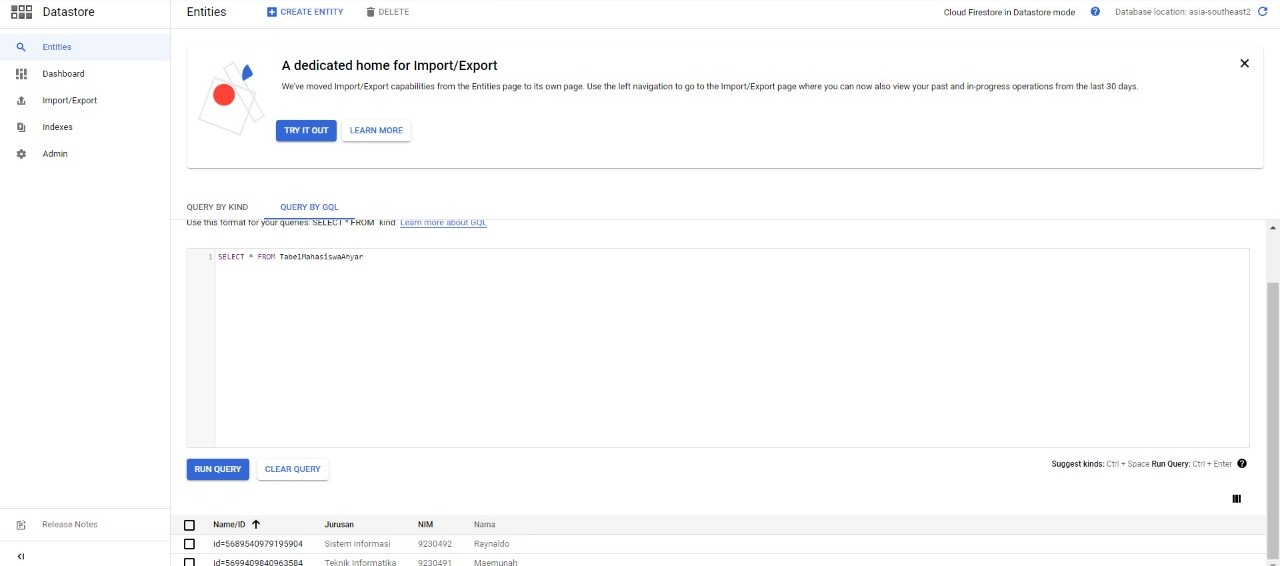 Datastore
Entities
CREATE ENTITY
DELETE
Cloud Firestore in Datastore mode
Database location: asia-southeast2
Entities
Dashboard
Import/Export
Indexes
Admin
A dedicated home for Import/Export
We've moved Import/Export capabilities from the Entities page to its own page. Use the left navigation to go to the Import/Export page where you can now also view your past and in-progress operations from the last 30 days.
TRY IT OUT
LEARN MORE
QUERY BY KIND
QUERY BY GQL
Use this format for your queries: SELECT * FROM `kind` Learn more about GQL
1 SELECT * FROM TabelMahasiswaAhyar
RUN QUERY
CLEAR QUERY
Suggest kinds: Ctrl + Space Run Query: Ctrl + Enter
Name/ID Jurusan NIM Nama
id=5689540979195904 Sistem Informasi 9230492 Raynaldo
id=5699409840963584 Teknik Informatika 9230491 Maemunah
Release Notes